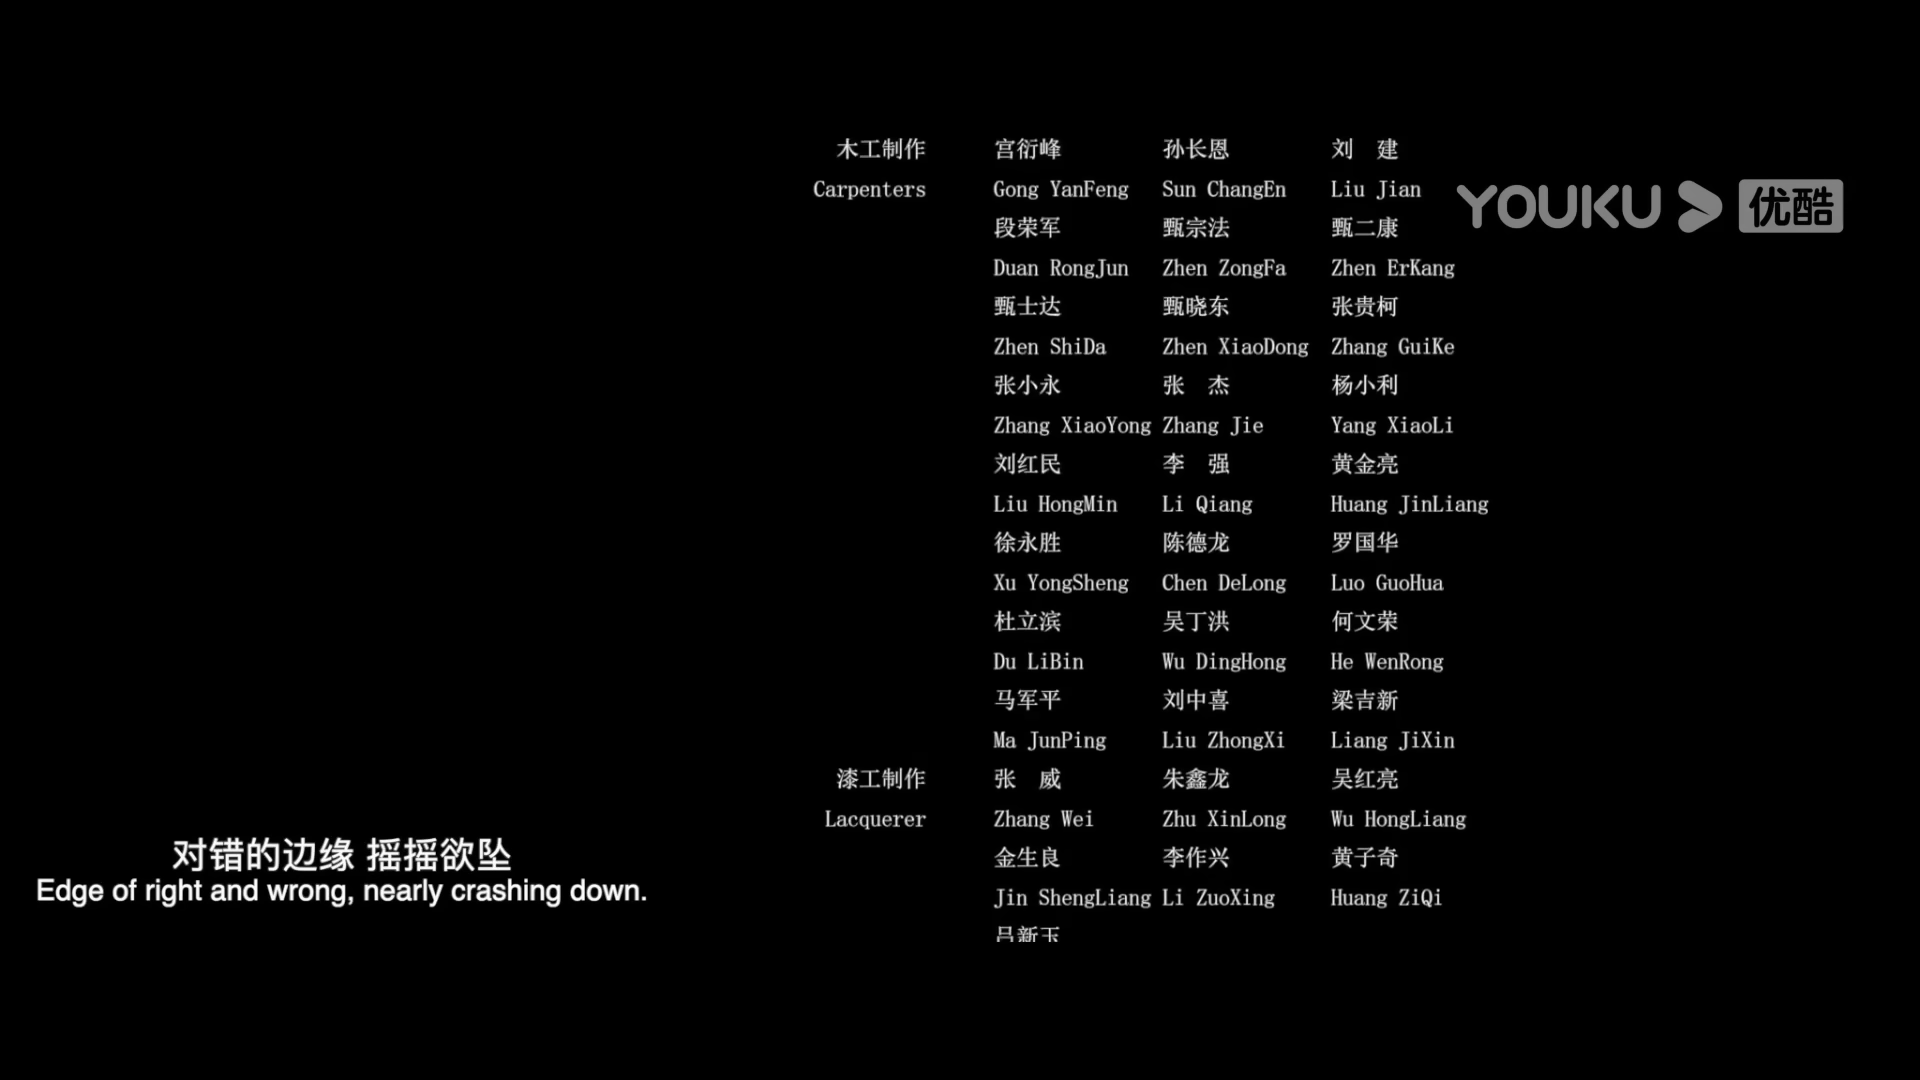 木工制作 宫衍峰 孙长恩 刘 建
Carpenters Gong YanFeng Sun ChangEn Liu Jian
YOUKU 优酷
段荣军 甄宗法 甄二康
Duan RongJun Zhen ZongFa Zhen ErKang
甄士达 甄晓东 张贵柯
Zhen ShiDa Zhen XiaoDong Zhang GuiKe
张小永 张 杰 杨小利
Zhang XiaoYong Zhang Jie Yang XiaoLi
刘红民 李 强 黄金亮
Liu HongMin Li Qiang Huang JinLiang
徐永胜 陈德龙 罗国华
Xu YongSheng Chen DeLong Luo GuoHua
杜立滨 吴丁洪 何文荣
Du LiBin Wu DingHong He WenRong
马军平 刘中喜 梁吉新
Ma JunPing Liu ZhongXi Liang JiXin
漆工制作 张 威 朱鑫龙 吴红亮
Lacquerer Zhang Wei Zhu XinLong Wu HongLiang
金生良 李作兴 黄子奇
Jin ShengLiang Li ZuoXing Huang ZiQi
吕新玉
对错的边缘 摇摇欲坠
Edge of right and wrong, nearly crashing down.